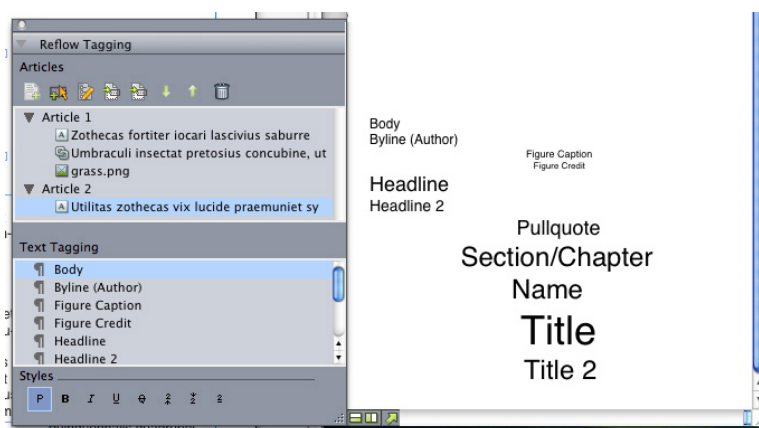 Reflow Tagging
Articles
Article 1
Zothecas fortiter iocari lascivius saburre
Umbraculi insectat pretosius concubine, ut
grass.png
Article 2
Utilitas zothecas vix lucide praemuniet sy
Text Tagging
Body
Byline (Author)
Figure Caption
Figure Credit
Headline
Headline 2
Styles
P B I U
Body
Byline (Author)
Figure Caption
Figure Credit
Headline
Headline 2
Pullquote
Section/Chapter
Name
Title
Title 2